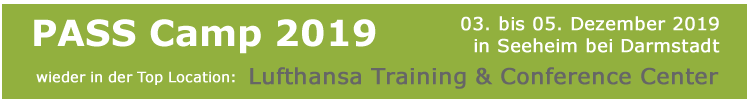 PASS Camp 2019
03. bis 05. Dezember 2019
in Seeheim bei Darmstadt
wieder in der Top Location: Lufthansa Training & Conference Center